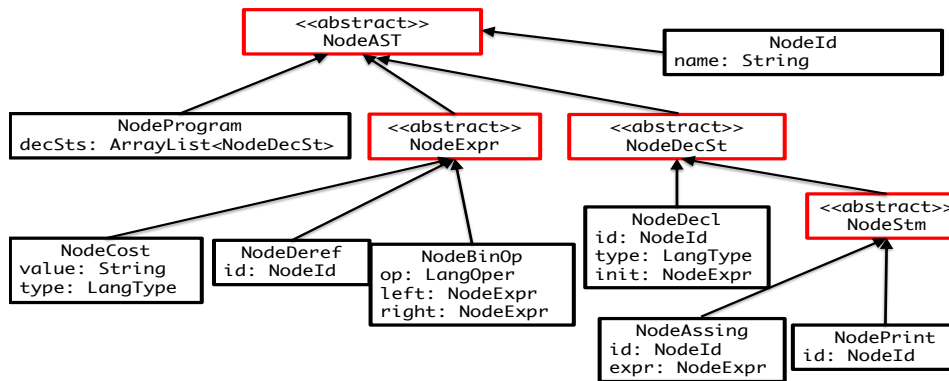 <<abstract>>
NodeAST
NodeId
name: String
NodeProgram
decSts: ArrayList<NodeDecSt>
<<abstract>>
NodeExpr
<<abstract>>
NodeDecSt
NodeCost
value: String
type: LangType
NodeDeref
id: NodeId
NodeBinOp
op: LangOper
left: NodeExpr
right: NodeExpr
NodeDecl
id: NodeId
type: LangType
init: NodeExpr
<<abstract>>
NodeStm
NodeAssing
id: NodeId
expr: NodeExpr
NodePrint
id: NodeId